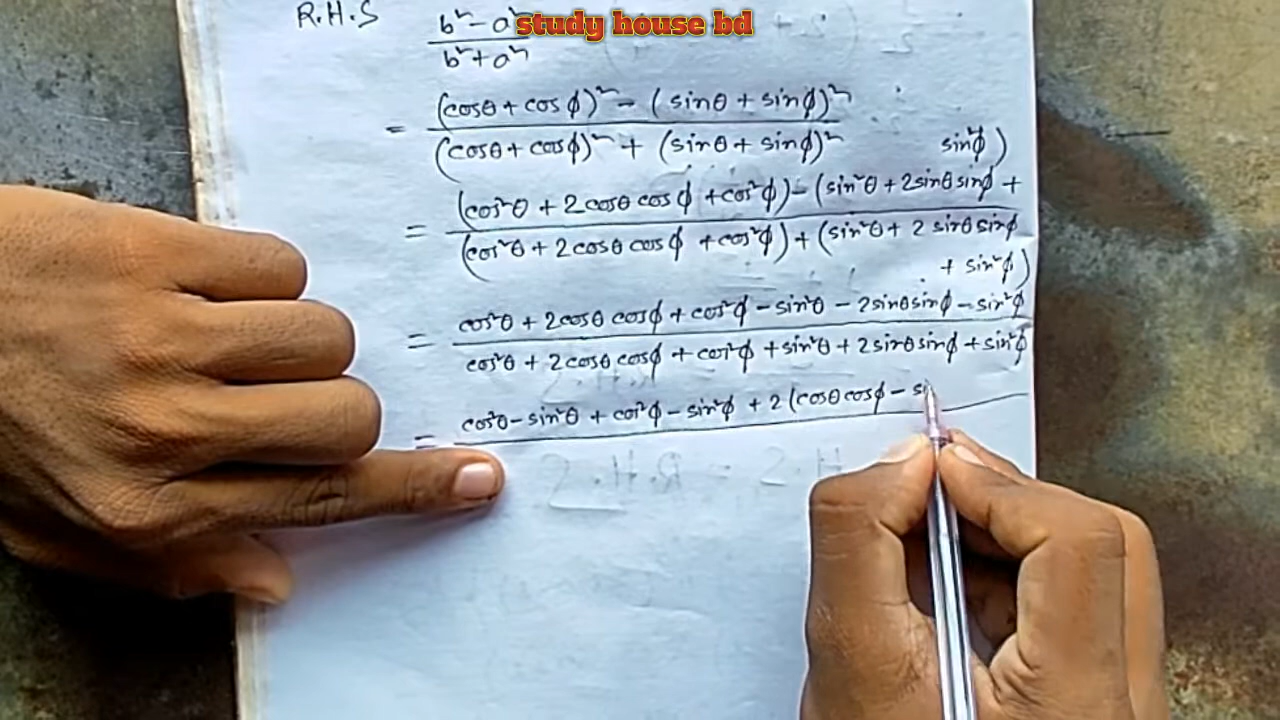 study house bd
R.H.S b² - a²
b² + a²
= (cosθ + cosϕ)² - (sinθ + sinϕ)²
(cosθ + cosϕ)² + (sinθ + sinϕ)²
sin²ϕ)
= (cos²θ + 2cosθ cosϕ + cos²ϕ) - (sin²θ + 2sinθ sinϕ +
(cos²θ + 2cosθ cosϕ + cos²ϕ) + (sin²θ + 2 sinθ sinϕ
+ sin²ϕ)
= cos²θ + 2cosθ cosϕ + cos²ϕ - sin²θ - 2sinθ sinϕ - sin²ϕ
cos²θ + 2cosθ cosϕ + cos²ϕ + sin²θ + 2sinθ sinϕ + sin²ϕ
= cos²θ - sin²θ + cos²ϕ - sin²ϕ + 2 (cosθ cosϕ - si